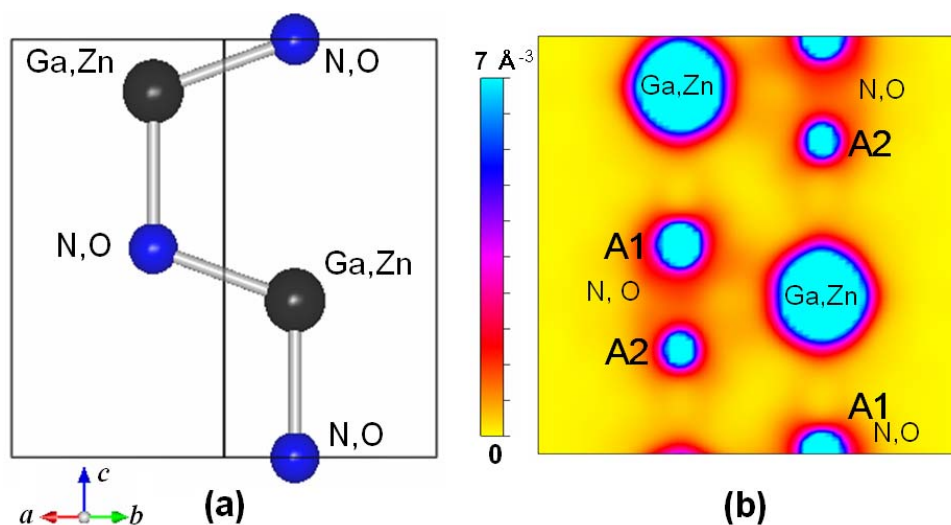 Ga,Zn
N,O
N,O
Ga,Zn
N,O
c
a
b
(a)
7 Å⁻³
0
Ga,Zn
N,O
A2
A1
N, O
Ga,Zn
A2
A1
N,O
(b)